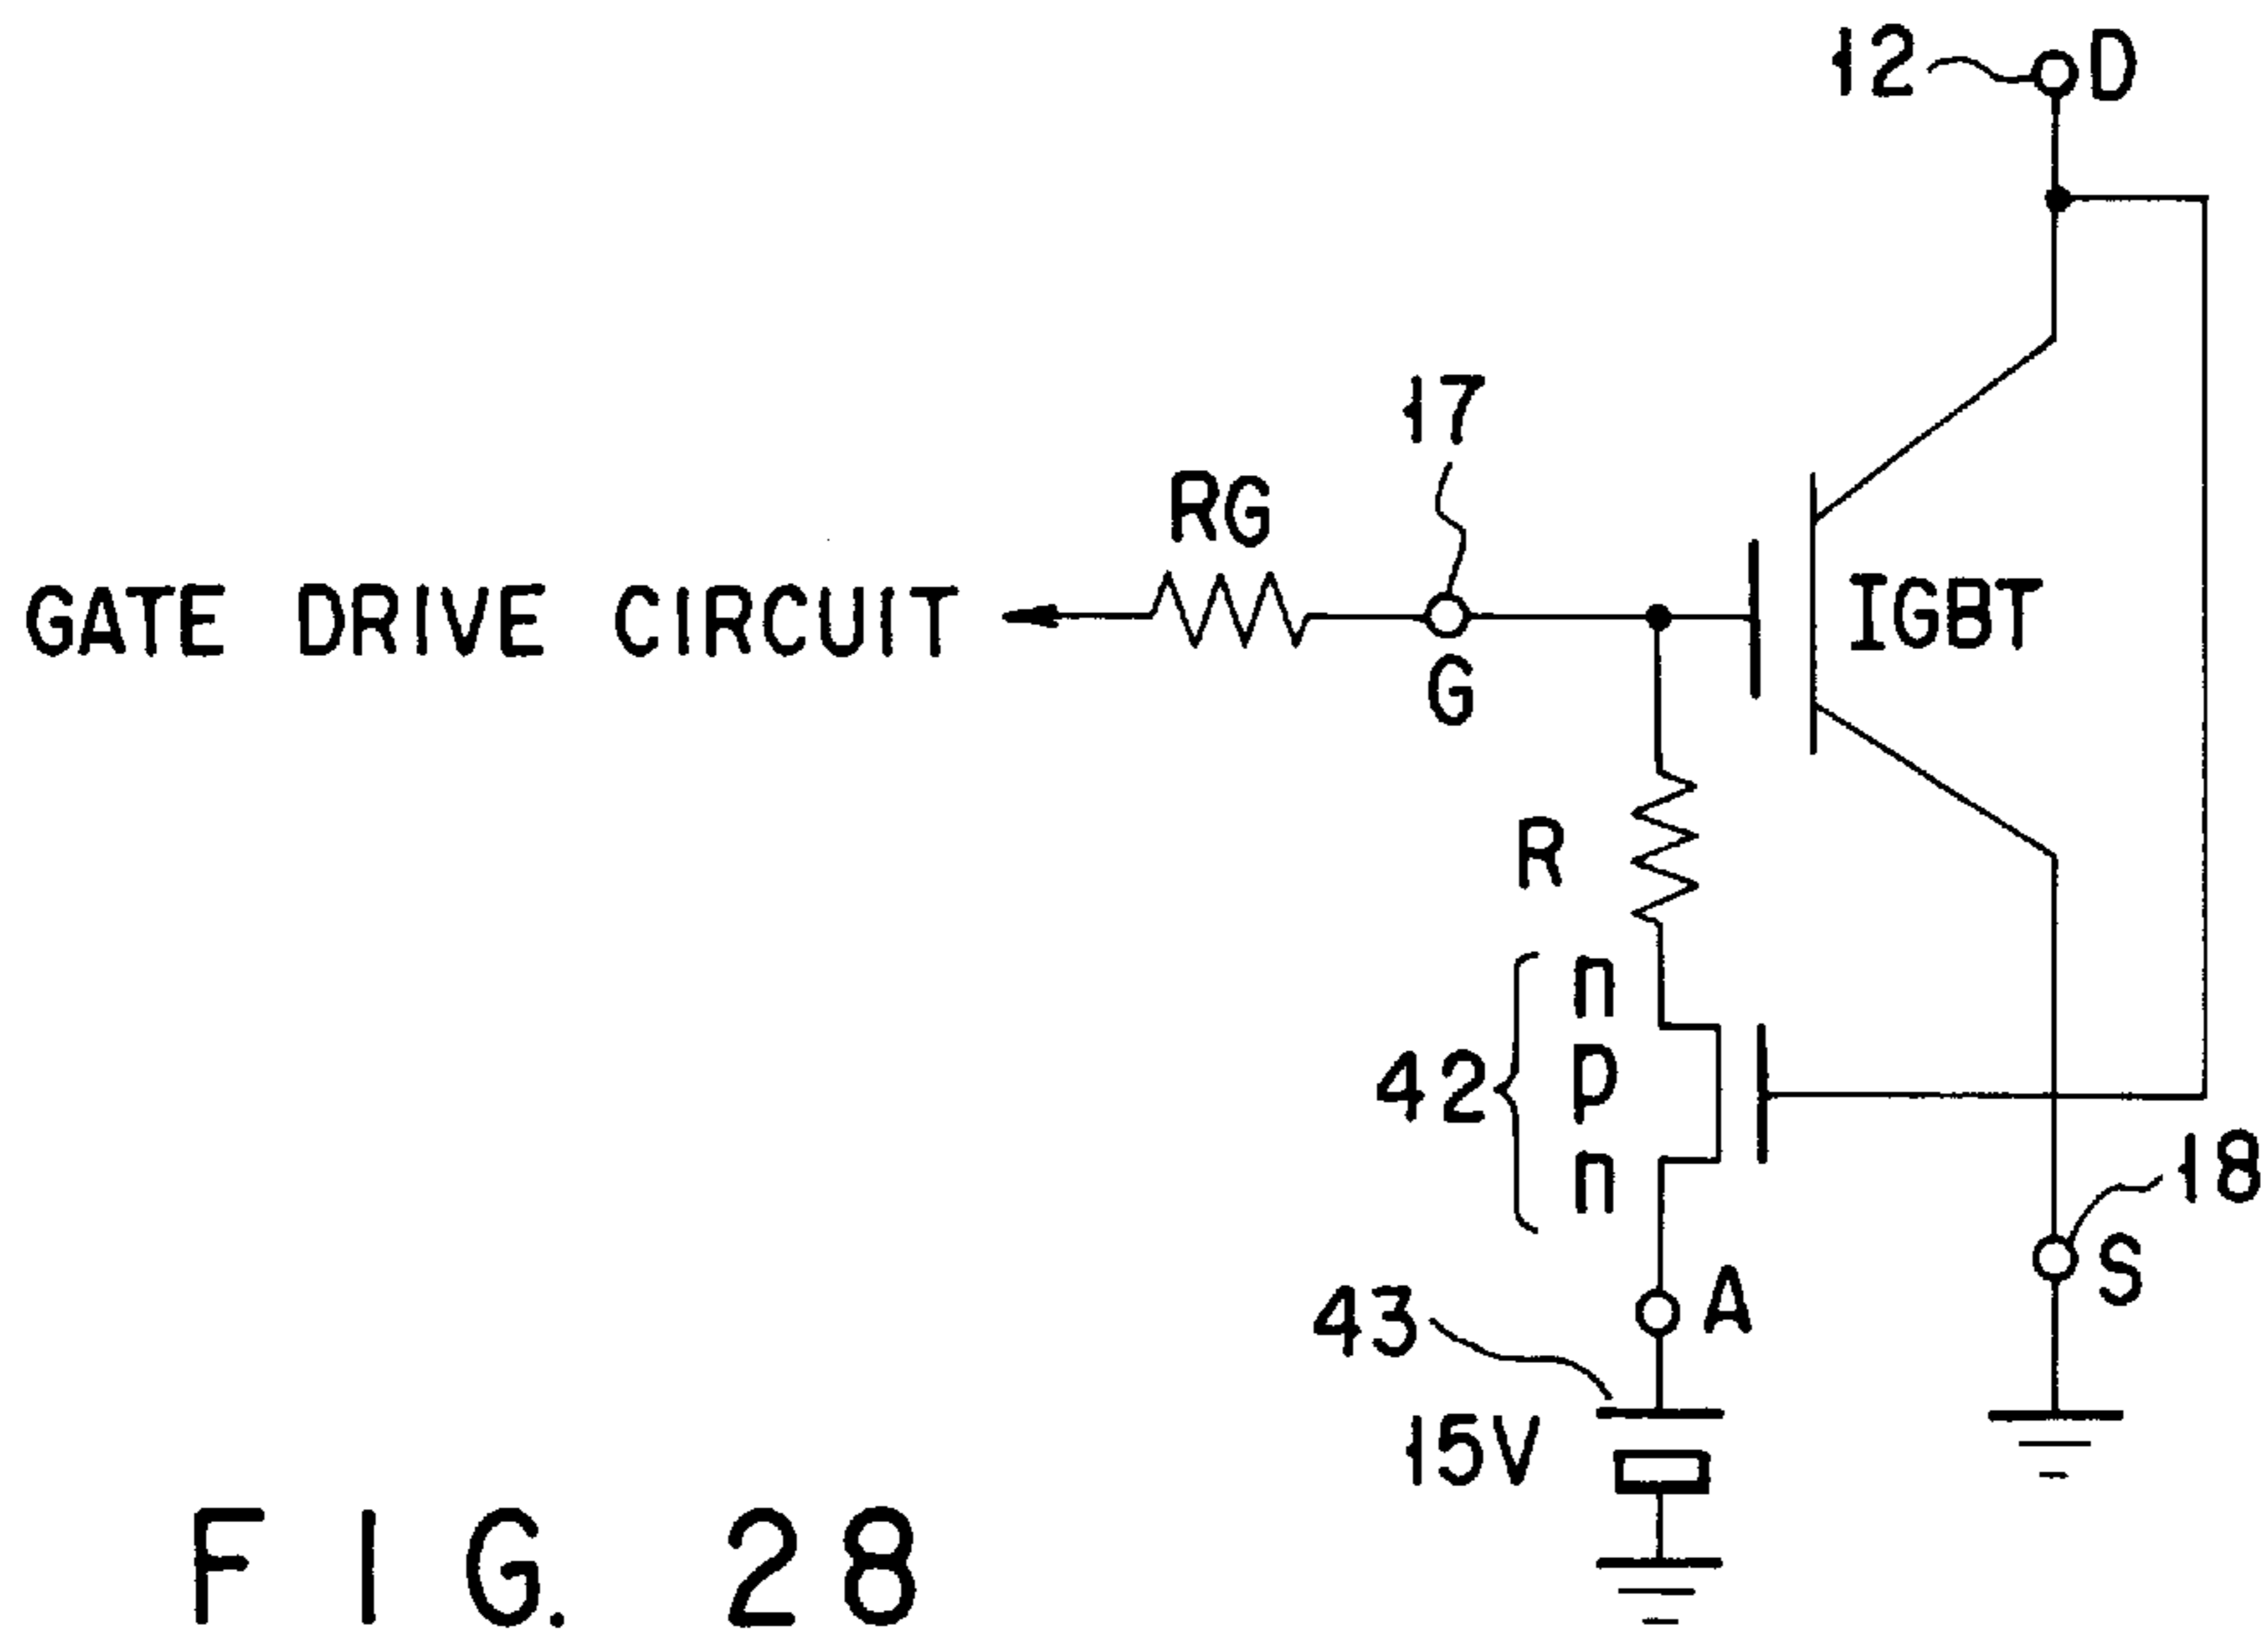 12 D
17
RG
GATE DRIVE CIRCUIT
IGBT
G
R
n
42 p
n
18
S
43 A
15V
FIG. 28